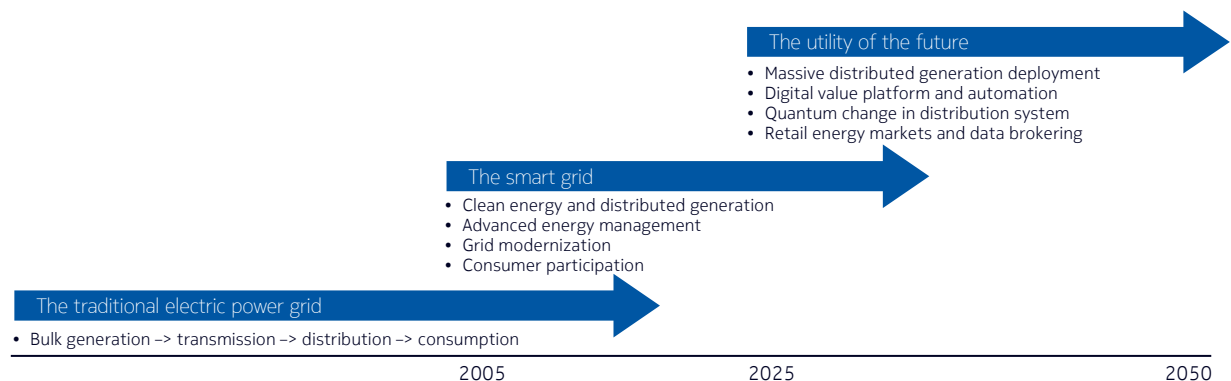 The utility of the future
• Massive distributed generation deployment
• Digital value platform and automation
• Quantum change in distribution system
• Retail energy markets and data brokering
The smart grid
• Clean energy and distributed generation
• Advanced energy management
• Grid modernization
• Consumer participation
The traditional electric power grid
• Bulk generation –> transmission –> distribution –> consumption
2005 2025 2050